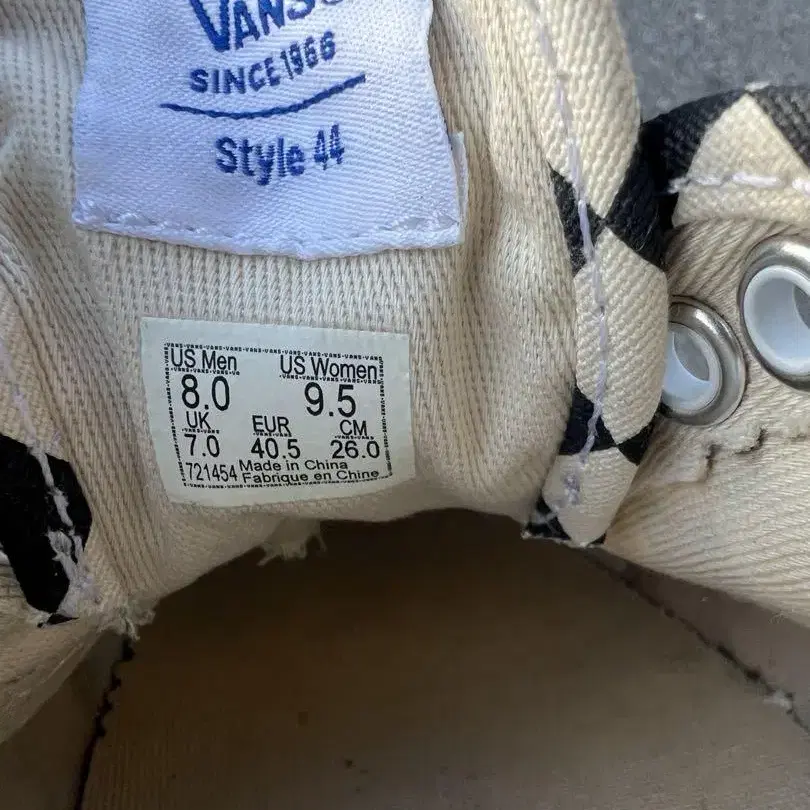 VANS
SINCE 1966
Style 44
US Men US Women
8.0 9.5
UK EUR CM
7.0 40.5 26.0
721454 Made in China
Fabrique en Chine